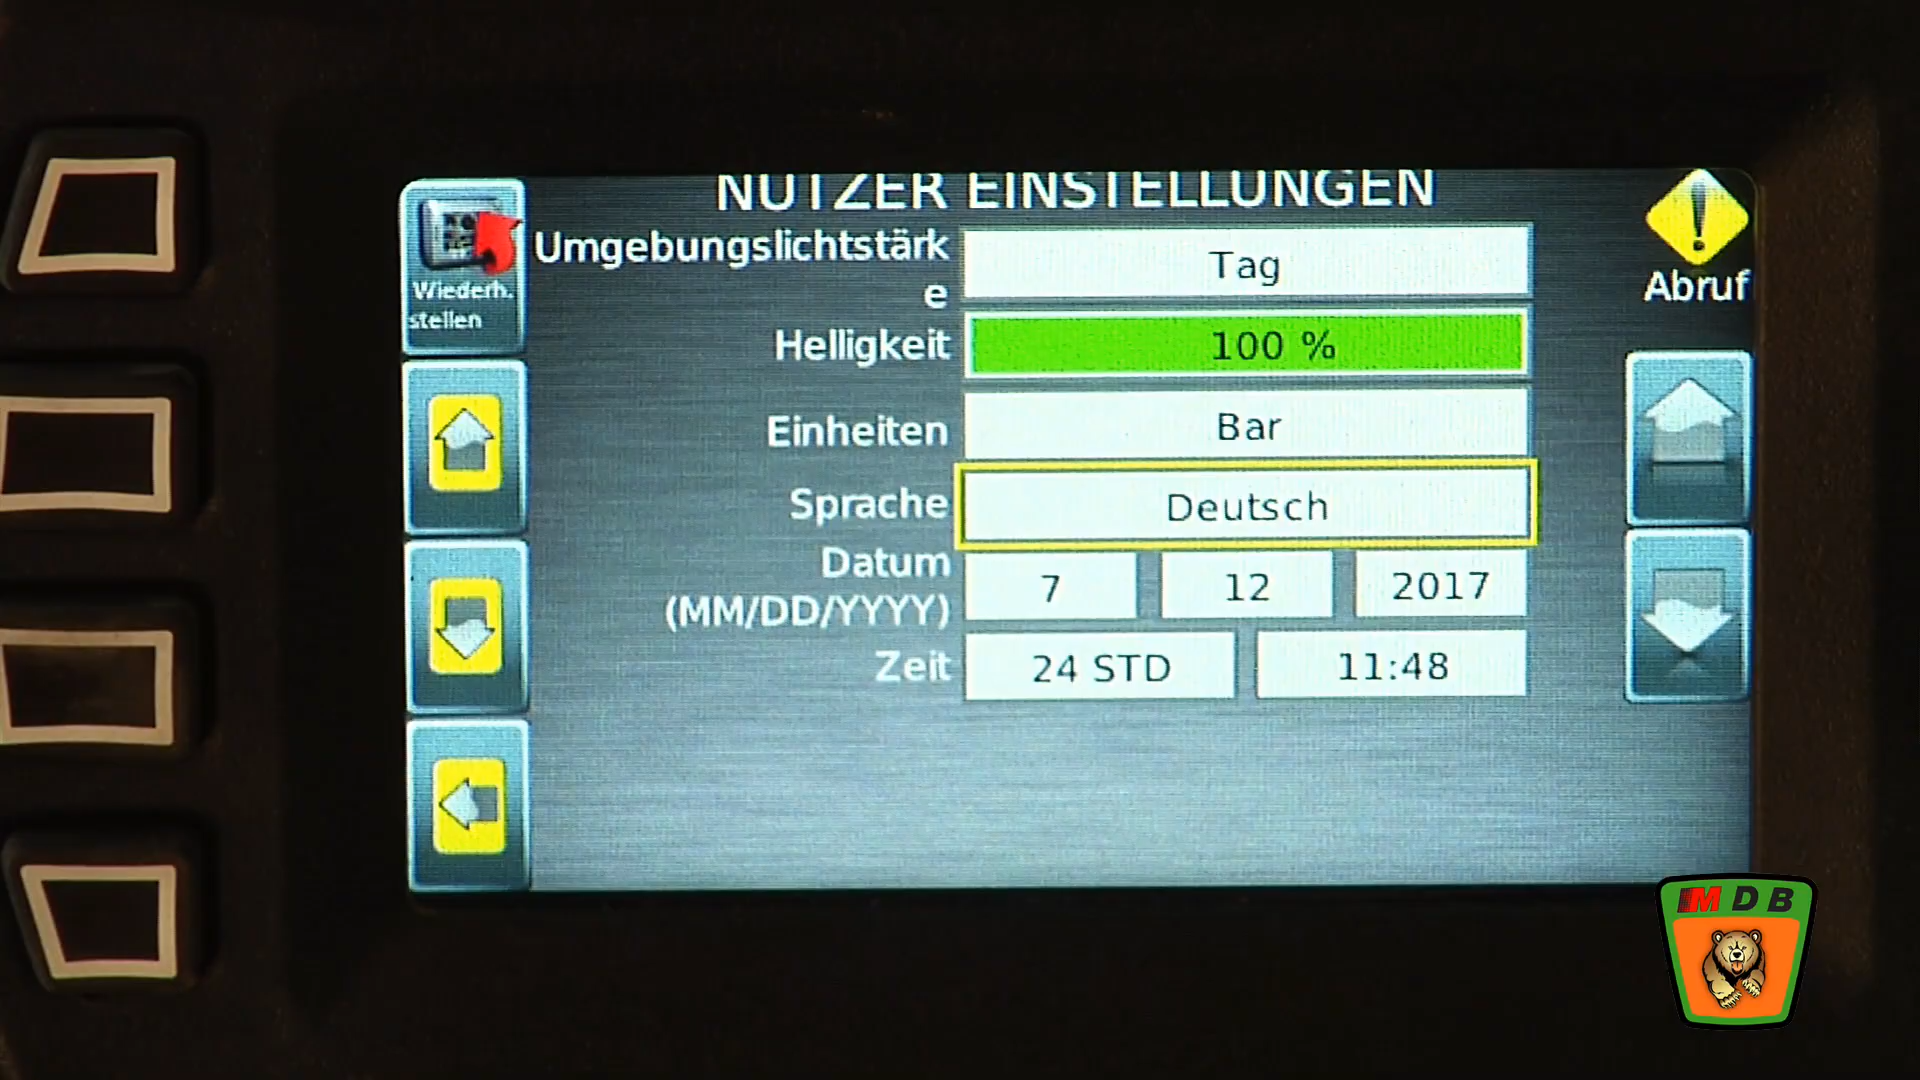 NUTZER EINSTELLUNGEN
Wiederh.
stellen
Umgebungslichtstärk
e
Tag
Abruf
Helligkeit
100 %
Einheiten
Bar
Sprache
Deutsch
Datum
(MM/DD/YYYY)
7
12
2017
Zeit
24 STD
11:48
MDB